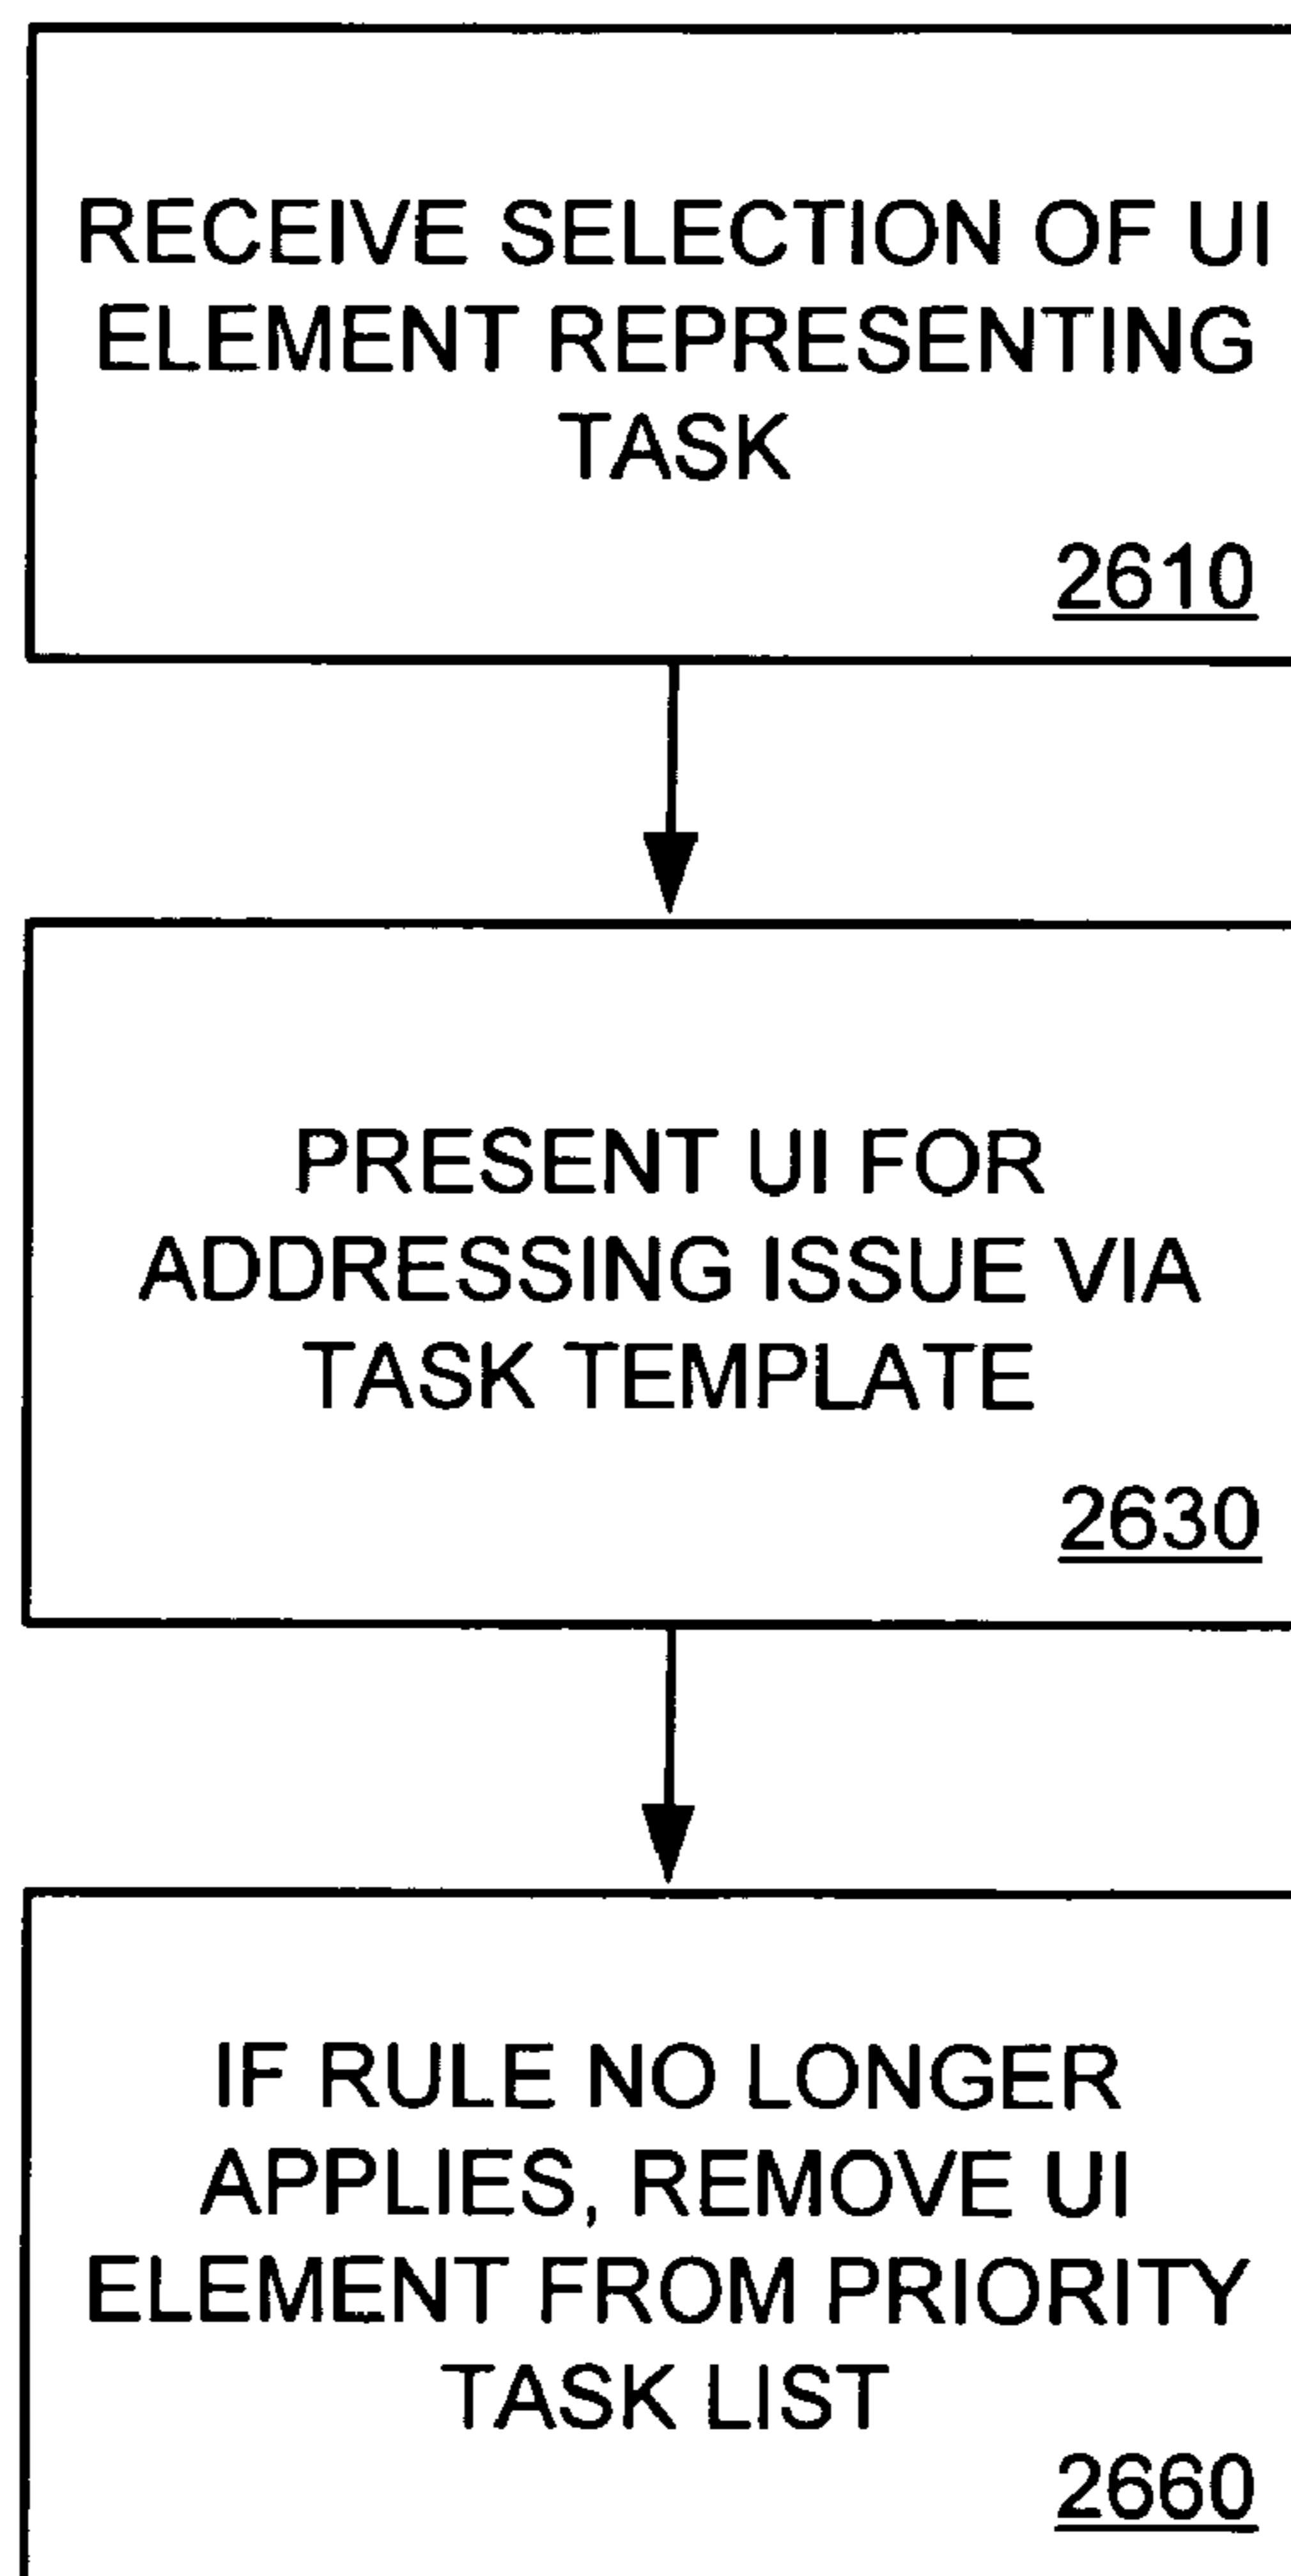 RECEIVE SELECTION OF UI
ELEMENT REPRESENTING
TASK
2610
PRESENT UI FOR
ADDRESSING ISSUE VIA
TASK TEMPLATE
2630
IF RULE NO LONGER
APPLIES, REMOVE UI
ELEMENT FROM PRIORITY
TASK LIST
2660